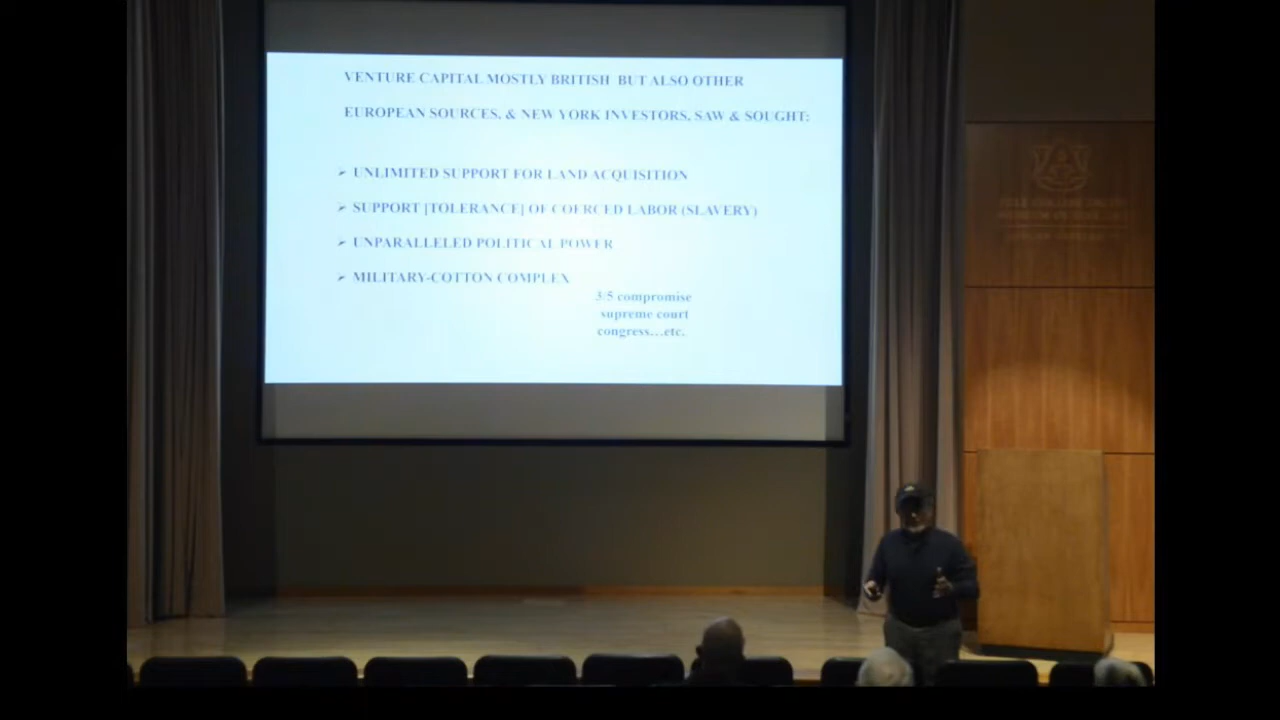 VENTURE CAPITAL MOSTLY BRITISH BUT ALSO OTHER
EUROPEAN SOURCES, & NEW YORK INVESTORS, SAW & SOUGHT:
➢ UNLIMITED SUPPORT FOR LAND ACQUISITION
➢ SUPPORT [TOLERANCE] OF COERCED LABOR (SLAVERY)
➢ UNPARALLELED POLITICAL POWER
➢ MILITARY-COTTON COMPLEX
3/5 compromise
supreme court
congress…etc.